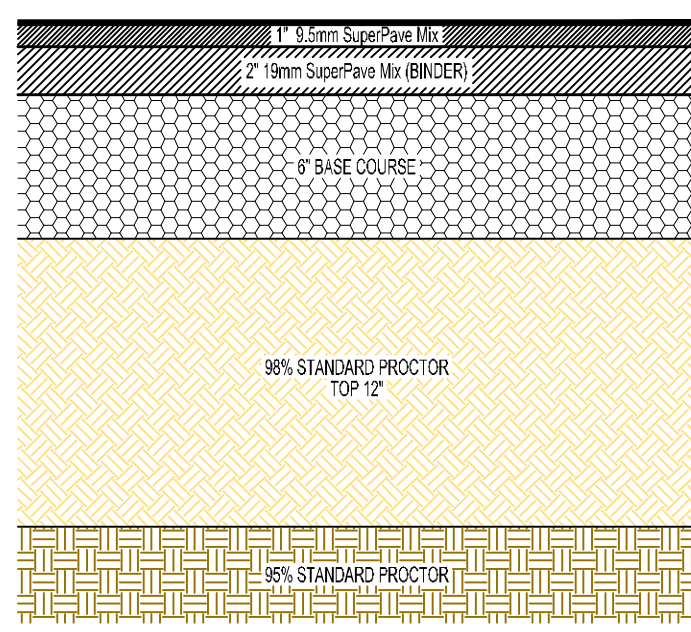 1" 9.5mm SuperPave Mix
2" 19mm SuperPave Mix (BINDER)
6" BASE COURSE
98% STANDARD PROCTOR
TOP 12"
95% STANDARD PROCTOR